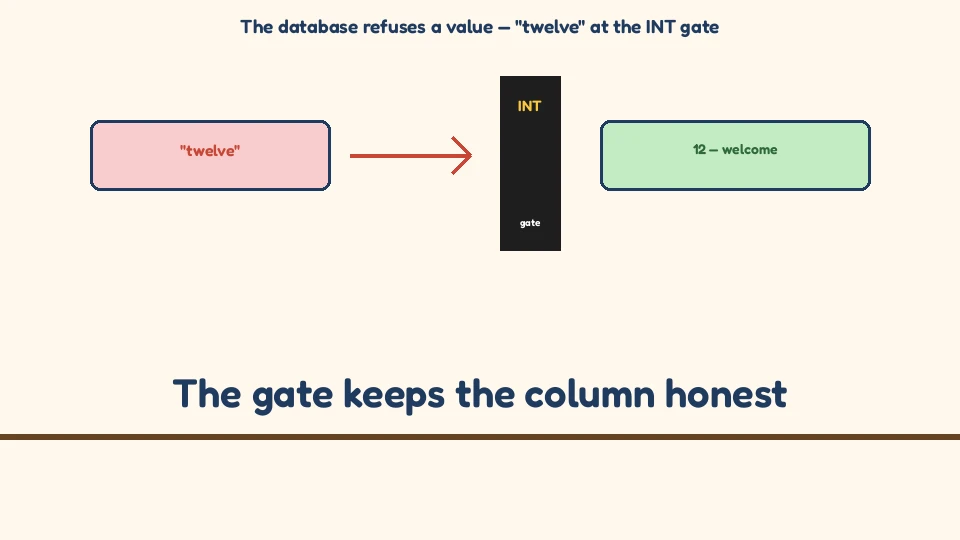 The database refuses a value — "twelve" at the INT gate
INT
"twelve"
12 — welcome
gate
The gate keeps the column honest